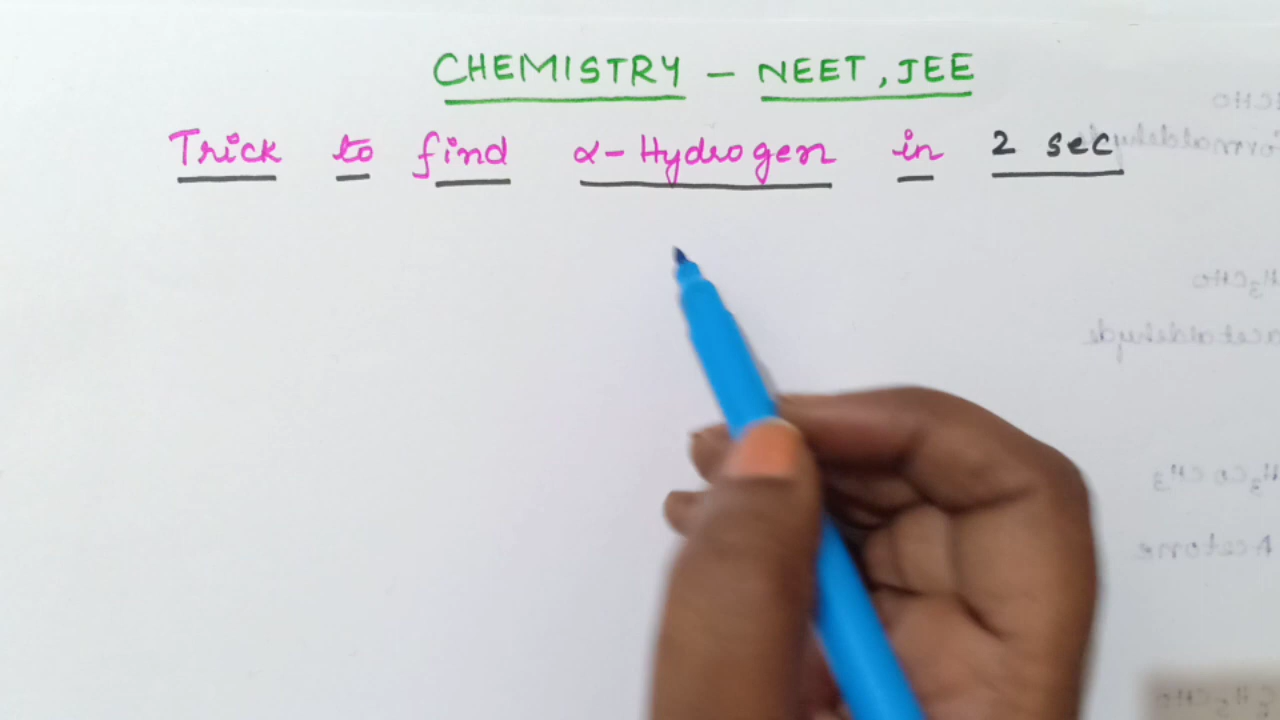 CHEMISTRY – NEET, JEE
Trick to find α-Hydrogen in 2 sec